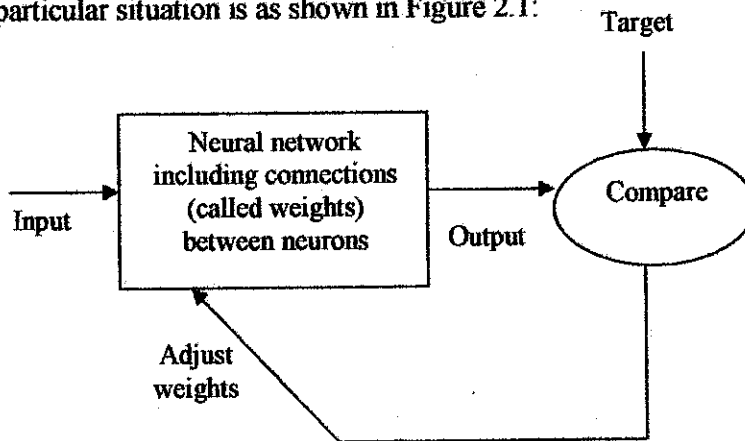 particular situation is as shown in Figure 2.1:
Target
Neural network
including connections
(called weights)
between neurons
Compare
Input
Output
Adjust
weights